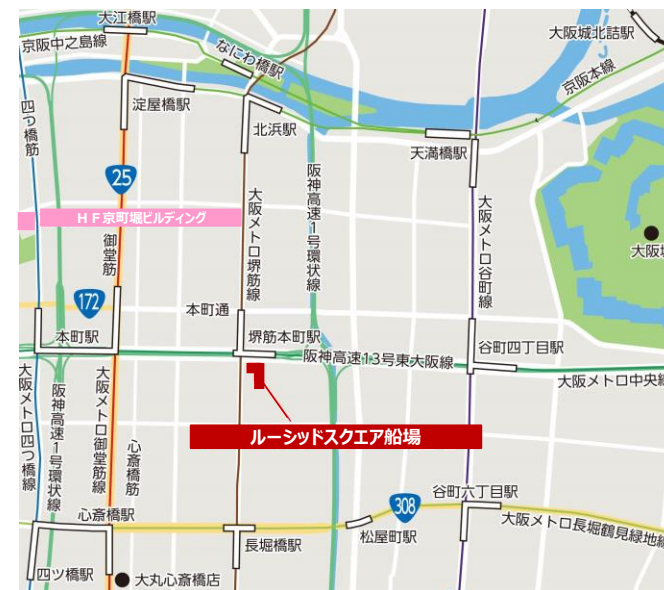 大江橋駅
京阪中之島線
なにわ橋駅
大阪城北詰駅
京阪本線
淀屋橋駅
北浜駅
天満橋駅
四つ橋筋
25
阪神高速1号環状線
大阪メトロ堺筋線
大阪メトロ谷町線
HF京町堀ビルディング
御堂筋
大阪城
172
本町通
本町駅
堺筋本町駅
阪神高速13号東大阪線
谷町四丁目駅
大阪メトロ中央線
大阪メトロ四つ橋線
阪神高速1号環状線
大阪メトロ御堂筋線
心斎橋筋
ルーシッドスクエア船場
谷町六丁目駅
308
心斎橋駅
大阪メトロ長堀鶴見緑地線
長堀橋駅
松屋町駅
四ツ橋駅
大丸心斎橋店